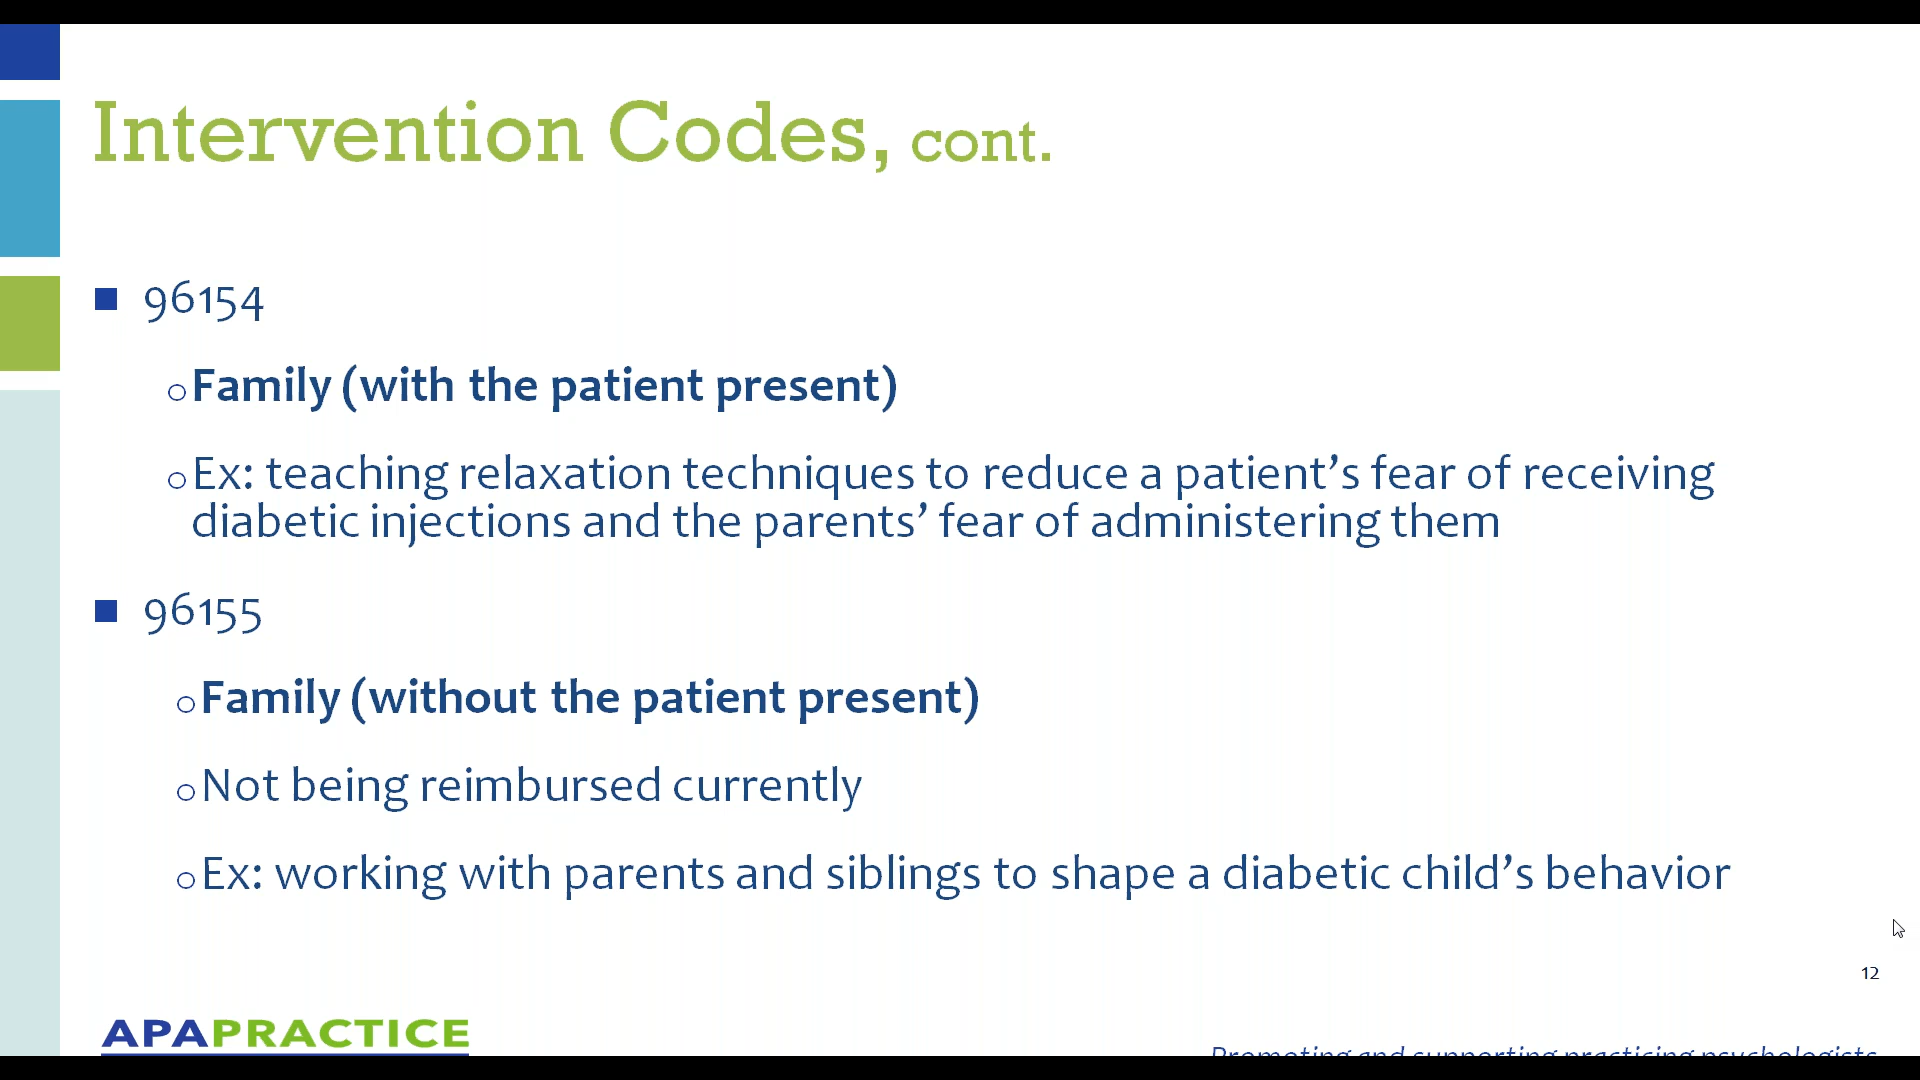 Intervention Codes, cont.
96154
Family (with the patient present)
Ex: teaching relaxation techniques to reduce a patient’s fear of receiving
diabetic injections and the parents’ fear of administering them
96155
Family (without the patient present)
Not being reimbursed currently
Ex: working with parents and siblings to shape a diabetic child’s behavior
12
APAPRACTICE
Promoting and supporting practicing psychologists